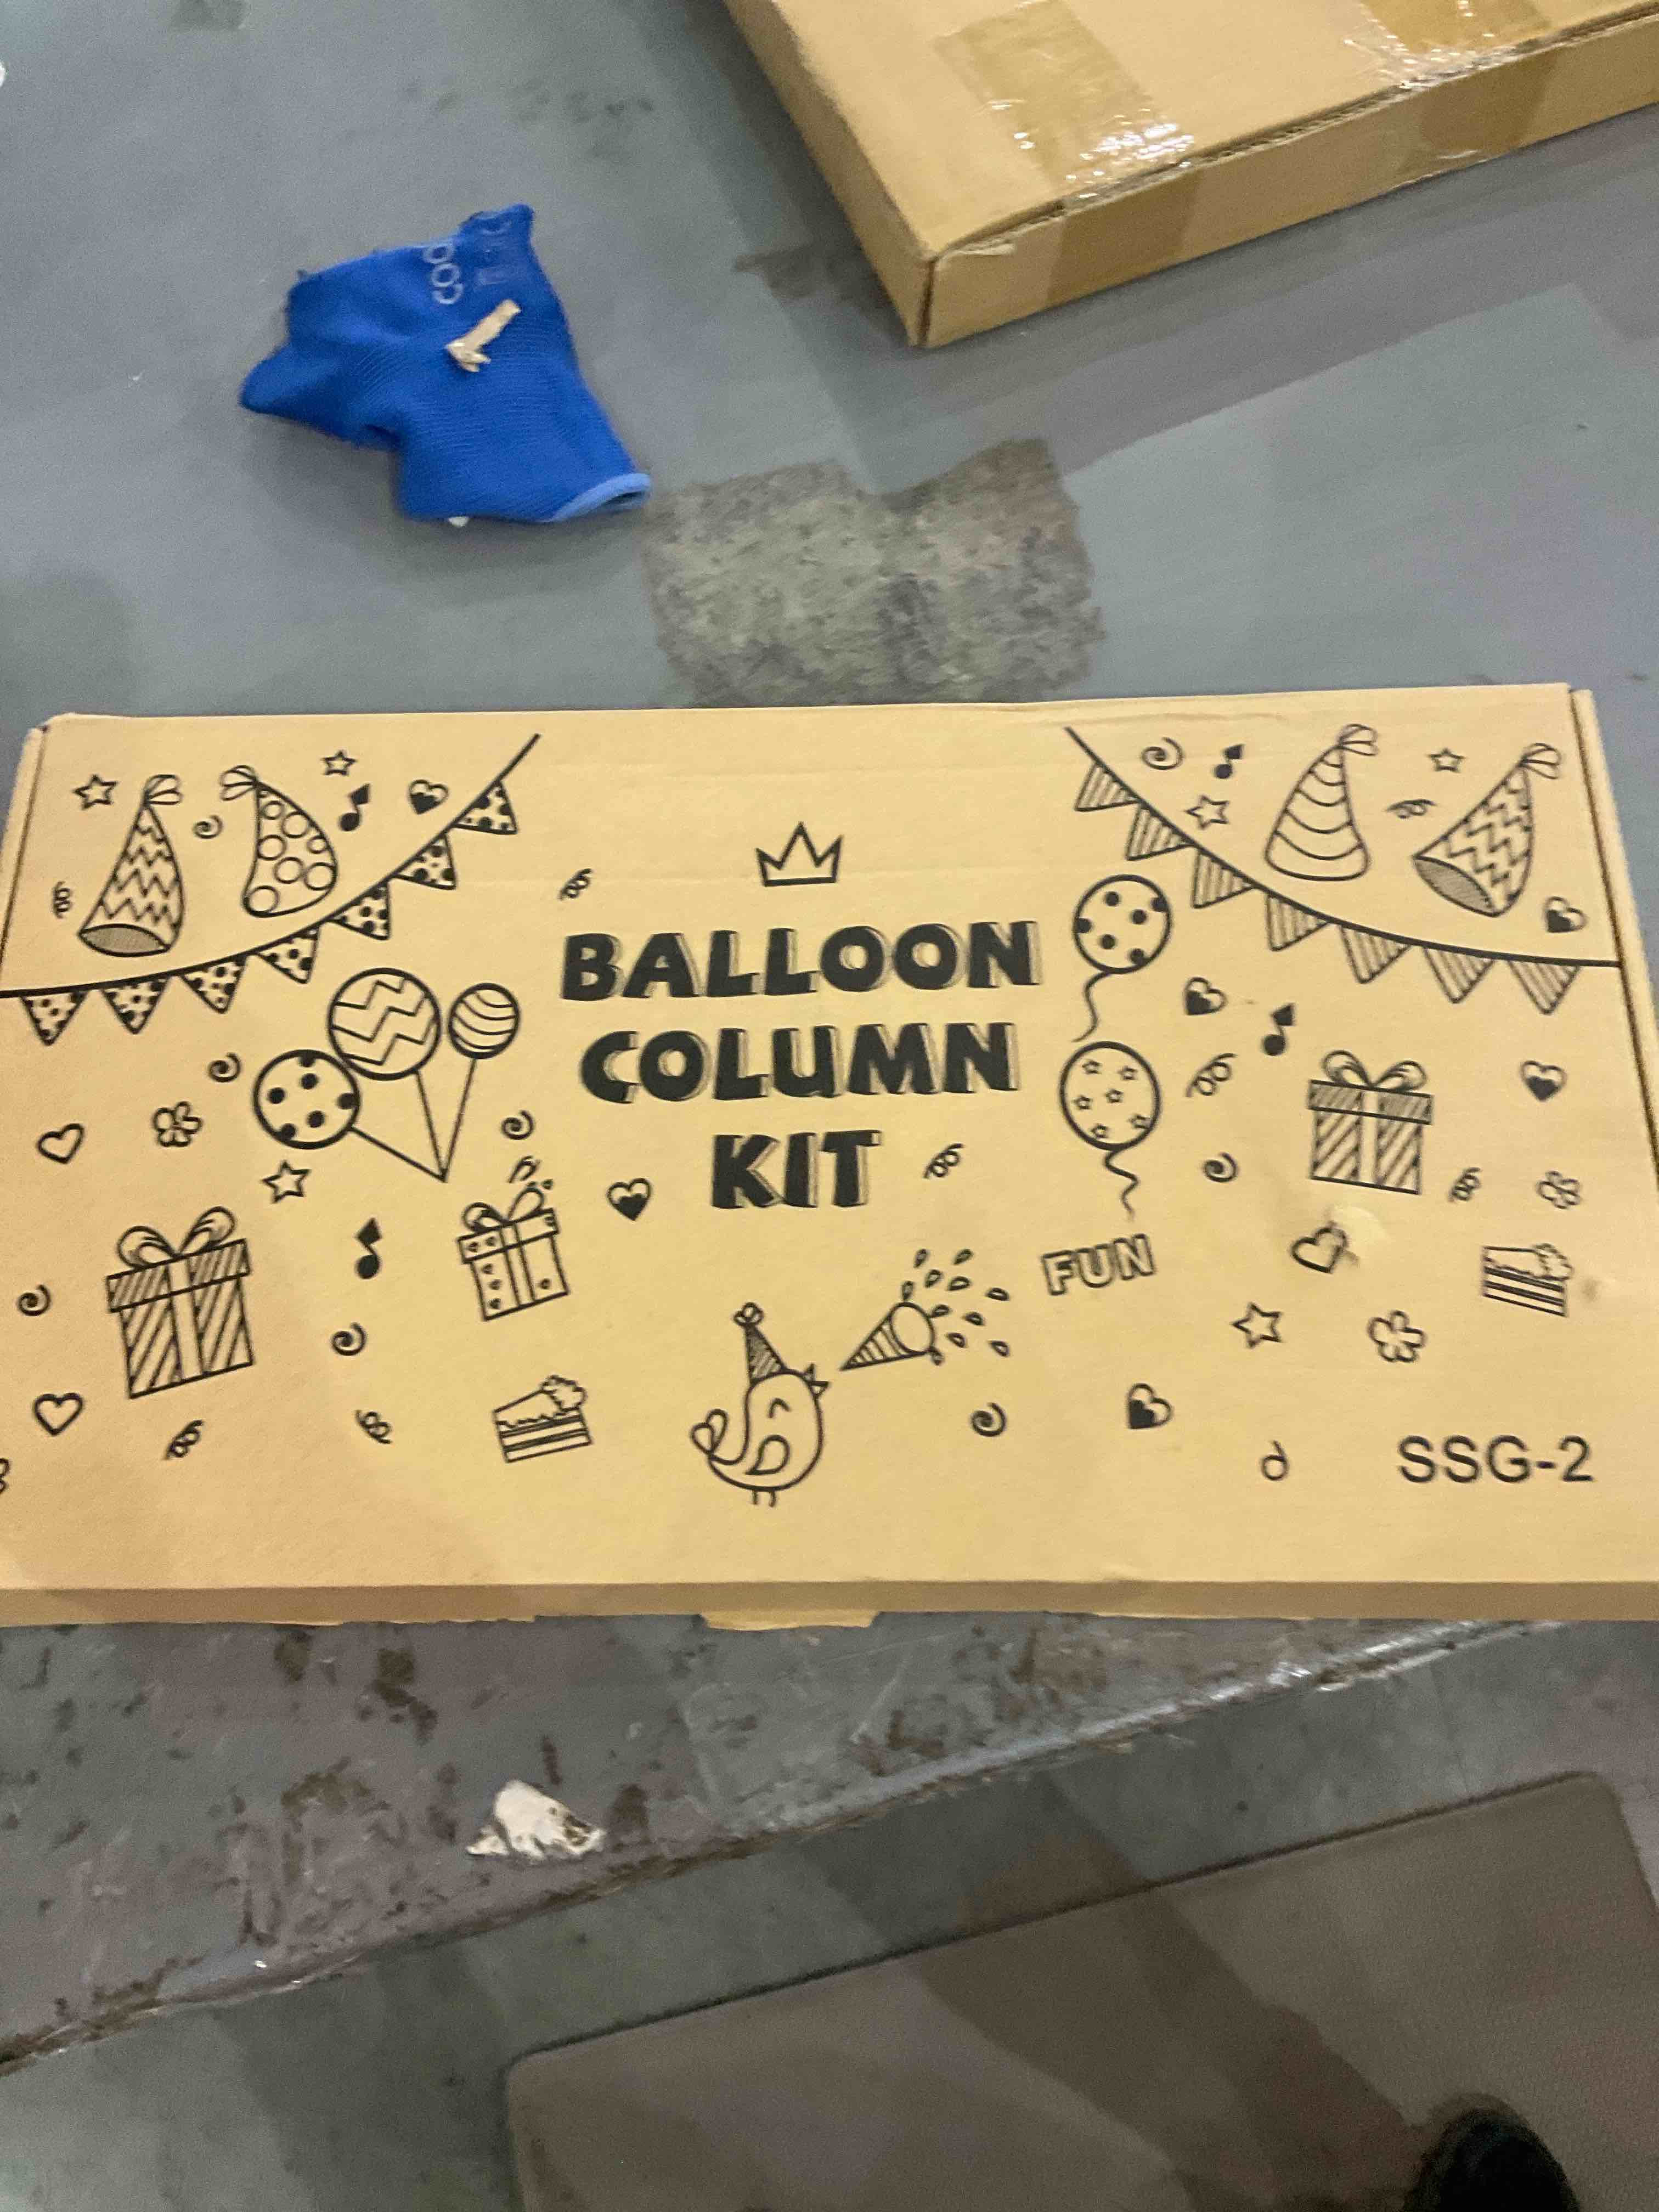 BALLOON
COLUMN
KIT
FUN
d
SSG-2